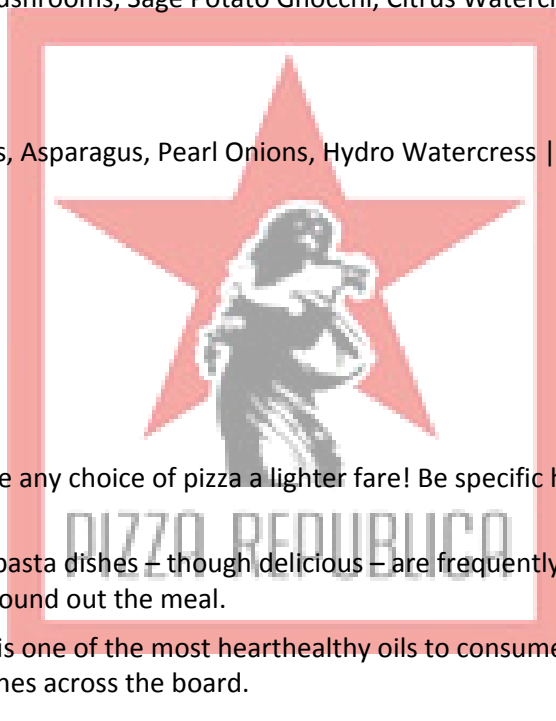 ushrooms, Sage Potato Gnocchi, Citrus Watercr
s, Asparagus, Pearl Onions, Hydro Watercress |
e any choice of pizza a lighter fare! Be specific h
PIZZA REPUBLICA
pasta dishes – though delicious – are frequently
ound out the meal.
is one of the most hearthealthy oils to consume
nes across the board.